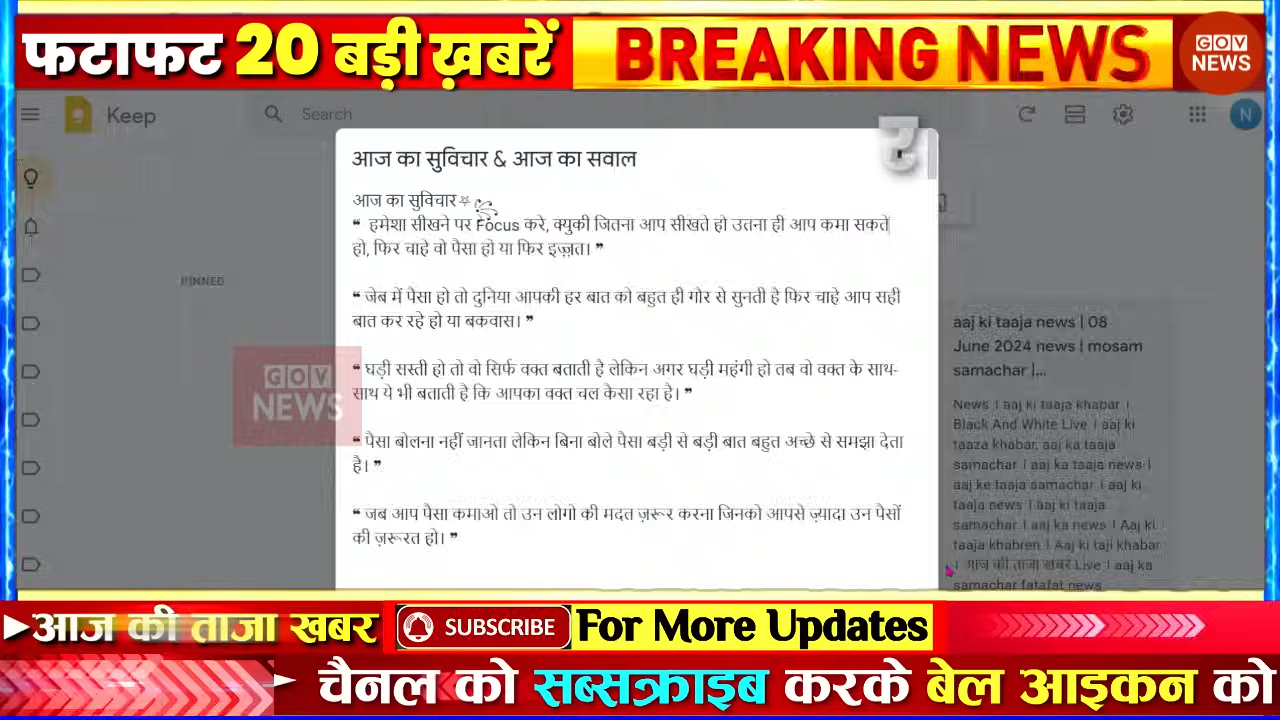 फटाफट 20 बड़ी ख़बरें
BREAKING NEWS
GOV
NEWS
Keep
Search
N
आज का सुविचार & आज का सवाल
आज का सुविचार
❝ हमेशा सीखने पर Focus करे, क्युकी जितना आप सीखते हो उतना ही आप कमा सकते
हो, फिर चाहे वो पैसा हो या फिर इज़्ज़त। ❞
❝ जेब में पैसा हो तो दुनिया आपकी हर बात को बहुत ही गौर से सुनती है फिर चाहे आप सही
बात कर रहे हो या बकवास। ❞
❝ घड़ी सस्ती हो तो वो सिर्फ वक्त बताती है लेकिन अगर घड़ी महंगी हो तब वो वक्त के साथ-
साथ ये भी बताती है कि आपका वक्त चल कैसा रहा है। ❞
❝ पैसा बोलना नहीं जानता लेकिन बिना बोले पैसा बड़ी से बड़ी बात बहुत अच्छे से समझा देता
है। ❞
❝ जब आप पैसा कमाओ तो उन लोगो की मदत ज़रूर करना जिनको आपसे ज़्यादा उन पैसों
की ज़रूरत हो। ❞
PINNED
GOV
NEWS
aaj ki taaja news | 08
June 2024 news | mosam
samachar |...
News । aaj ki taaja khabar ।
Black And White Live । aaj ki
taaza khabar, aaj ka taaja
samachar । aaj ka taaja news ।
aaj ke taaja samachar । aaj ki
taaja news । aaj ki taaja
samachar । aaj ka news । Aaj ki
taaja khabren । Aaj ki taji khabar
। आज की ताजा खबर Live । aaj ka
samachar fatafat news
आज की ताजा खबर
SUBSCRIBE
For More Updates
चैनल को सब्सक्राइब करके बेल आइकन को